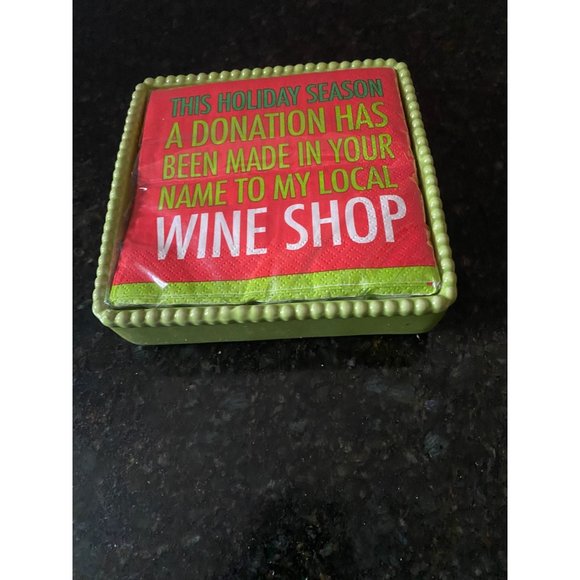 THIS HOLIDAY SEASON
A DONATION HAS
BEEN MADE IN YOUR
NAME TO MY LOCAL
WINE SHOP